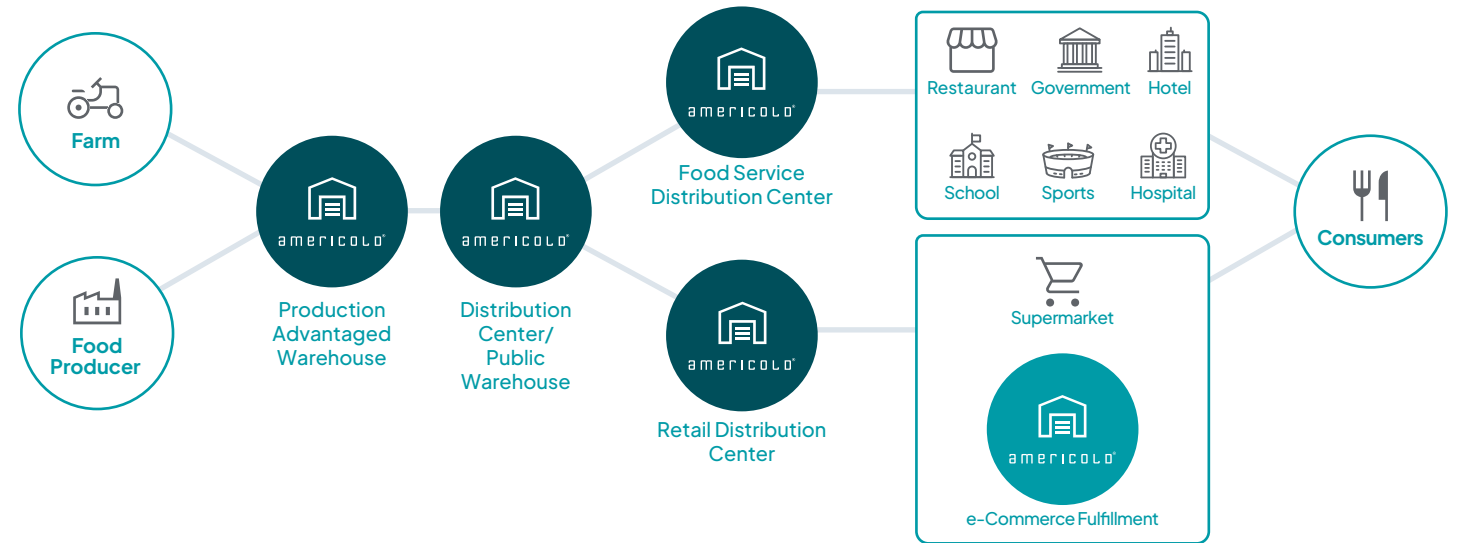 Farm
Food
Producer
americold®
Production
Advantaged
Warehouse
americold®
Distribution
Center/
Public
Warehouse
americold®
Food Service
Distribution Center
americold®
Retail Distribution
Center
Restaurant Government Hotel
School Sports Hospital
Supermarket
americold®
e-Commerce Fulfillment
Consumers